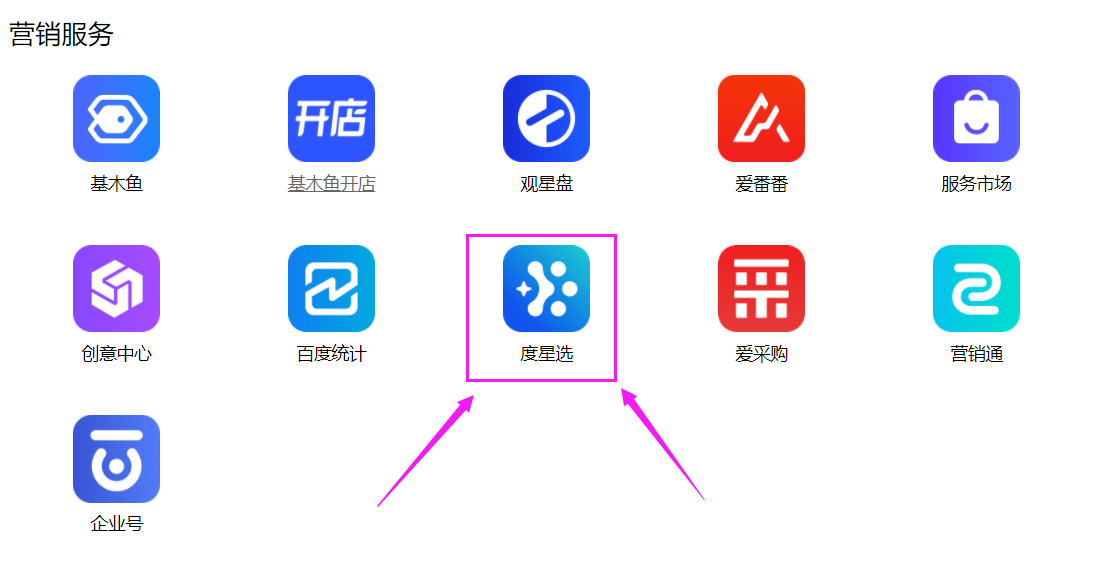 营销服务
开店
基木鱼
基木鱼开店
观星盘
爱番番
服务市场
采
创意中心
百度统计
度星选
爱采购
营销通
企业号